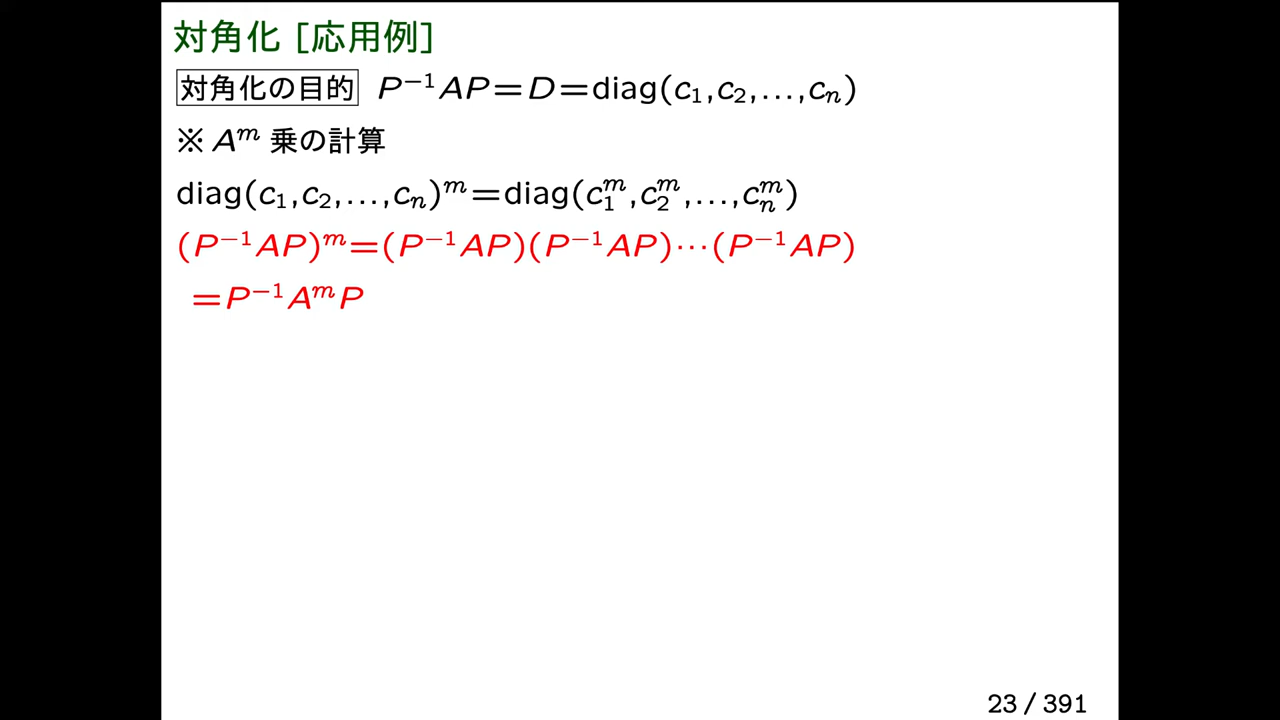 対角化 [応用例]
対角化の目的 P⁻¹AP=D=diag(c₁,c₂,...,cₙ)
※ Aᵐ 乗の計算
diag(c₁,c₂,...,cₙ)ᵐ=diag(c₁ᵐ,c₂ᵐ,...,cₙᵐ)
(P⁻¹AP)ᵐ=(P⁻¹AP)(P⁻¹AP)⋯(P⁻¹AP)
=P⁻¹AᵐP
23 / 391